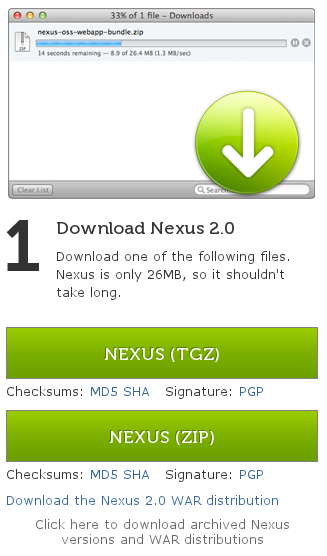 33% of 1 file – Downloads
nexus-oss-webapp-bundle.zip
ZIP
14 seconds remaining — 8.9 of 26.4 MB (1.3 MB/sec)
Clear List
Search...
1
Download Nexus 2.0
Download one of the following files.
Nexus is only 26MB, so it shouldn't
take long.
NEXUS (TGZ)
Checksums: MD5 SHA Signature: PGP
NEXUS (ZIP)
Checksums: MD5 SHA Signature: PGP
Download the Nexus 2.0 WAR distribution
Click here to download archived Nexus
versions and WAR distributions